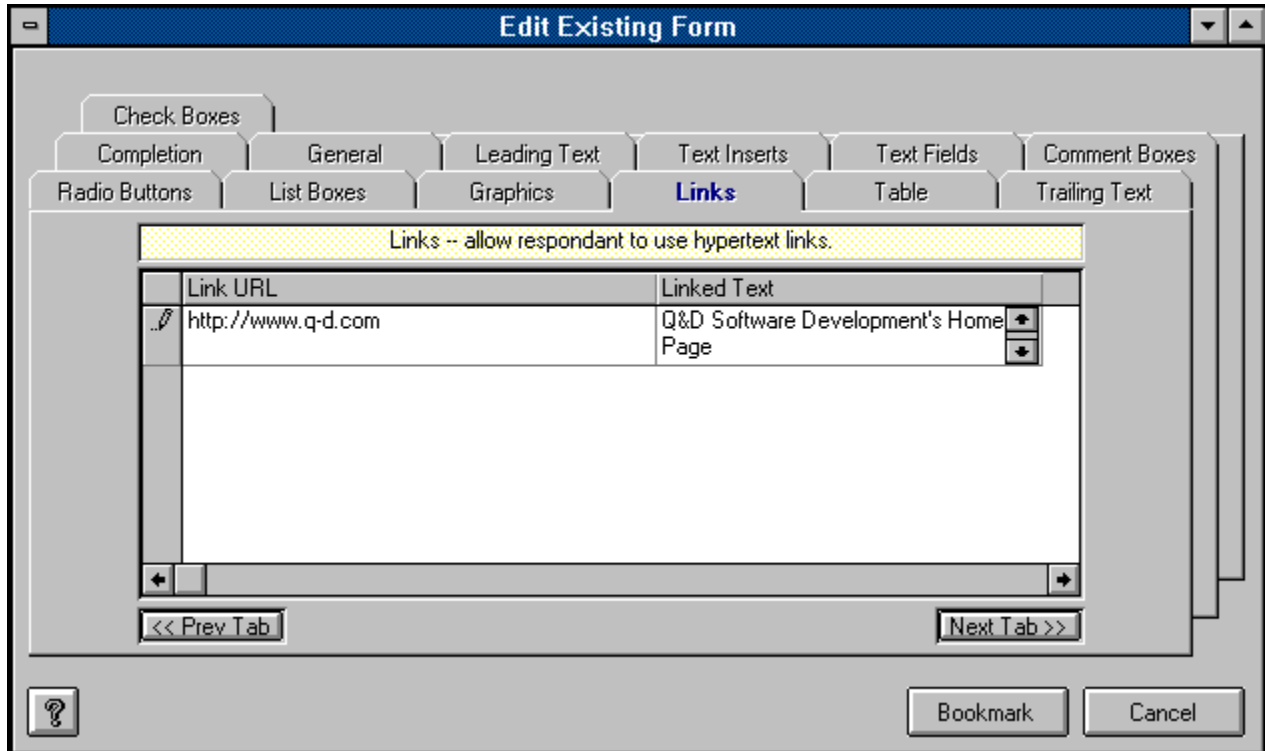 Edit Existing Form
Check Boxes
Completion General Leading Text Text Inserts Text Fields Comment Boxes
Radio Buttons List Boxes Graphics Links Table Trailing Text
Links -- allow respondant to use hypertext links.
Link URL Linked Text
http://www.q-d.com Q&D Software Development's Home
Page
<< Prev Tab Next Tab >>
? Bookmark Cancel